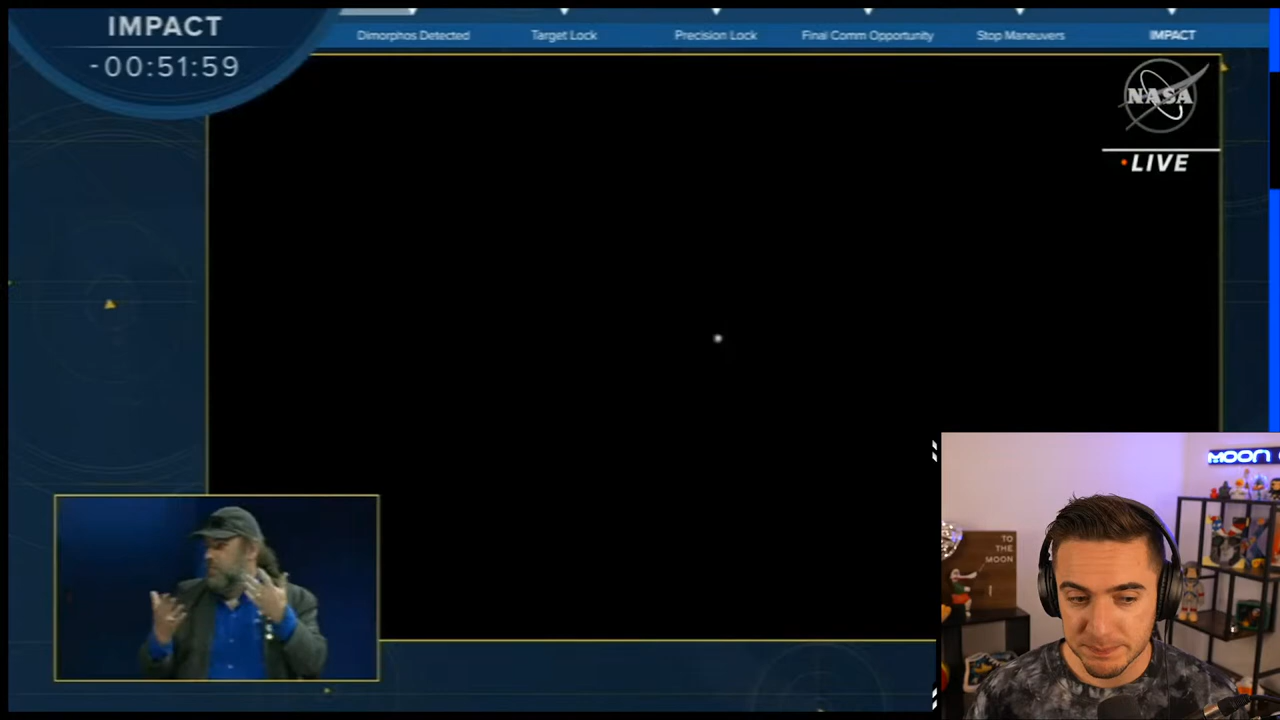 IMPACT
-00:51:59
Dimorphos Detected
Target Lock
Precision Lock
Final Comm Opportunity
Stop Maneuvers
IMPACT
NASA
LIVE
MOON
TO
THE
MOON